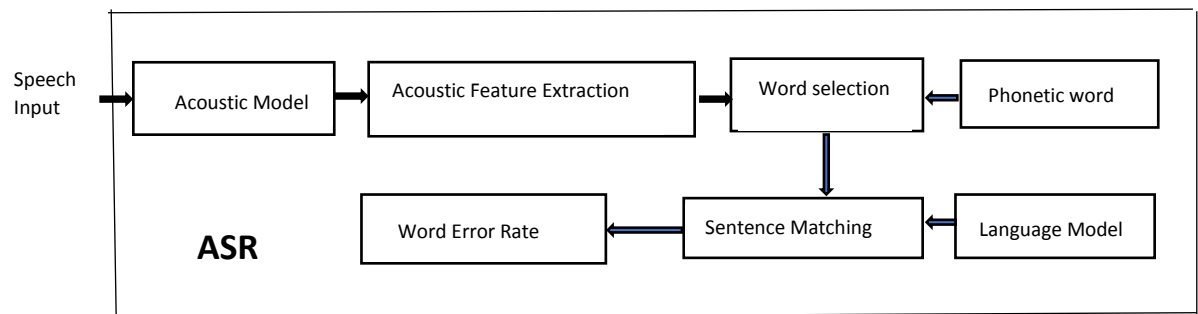 Speech
Input
Acoustic Model
Acoustic Feature Extraction
Word selection
Phonetic word
Word Error Rate
Sentence Matching
Language Model
ASR